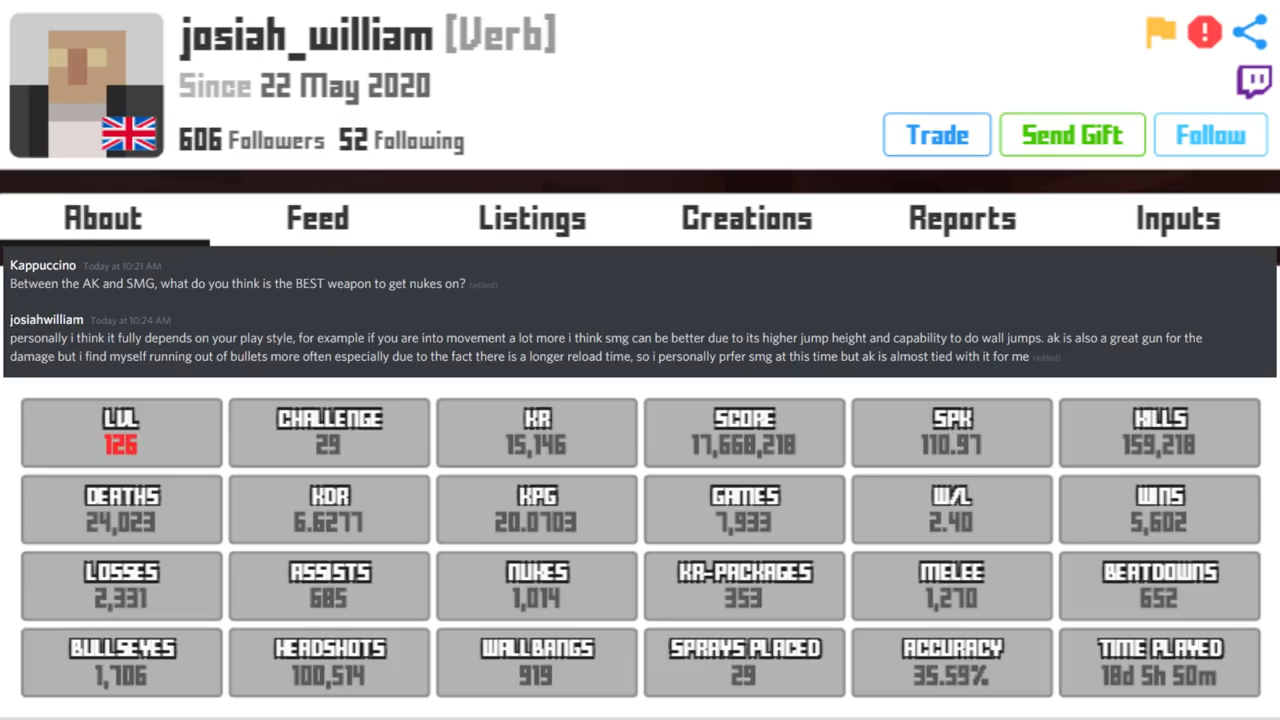 josiah_william [Verb]
Since 22 May 2020
606 Followers 52 Following
Trade Send Gift Follow
About Feed Listings Creations Reports Inputs
Kappuccino Today at 10:21 AM
Between the AK and SMG, what do you think is the BEST weapon to get nukes on? (edited)
josiahwilliam Today at 10:24 AM
personally i think it fully depends on your play style, for example if you are into movement a lot more i think smg can be better due to its higher jump height and capability to do wall jumps. ak is also a great gun for the
damage but i find myself running out of bullets more often especially due to the fact there is a longer reload time, so i personally prfer smg at this time but ak is almost tied with it for me (edited)
LVL CHALLENGE KR SCORE SPK KILLS
126 29 15,146 17,668,218 110.97 159,218
DEATHS KDR KPG GAMES W/L WINS
24,023 6.6277 20.0703 7,933 2.40 5,602
LOSSES ASSISTS NUKES KR-PACKAGES MELEE BEATDOWNS
2,331 685 1,014 353 1,270 652
BULLSEYES HEADSHOTS WALLBANGS SPRAYS PLACED ACCURACY TIME PLAYED
1,706 100,514 919 29 35.59% 18d 5h 50m